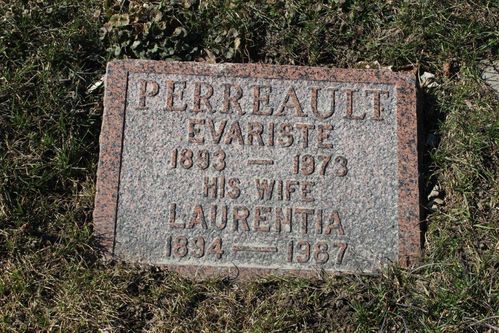 PERREAULT
EVARISTE
1893 — 1973
HIS WIFE
LAURENTIA
1894 — 1987